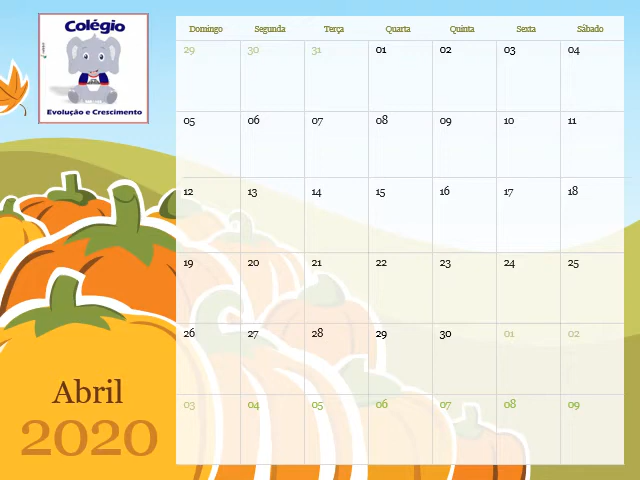 Colégio
Evolução e Crescimento
Domingo Segunda Terça Quarta Quinta Sexta Sábado
29 30 31 01 02 03 04
05 06 07 08 09 10 11
12 13 14 15 16 17 18
19 20 21 22 23 24 25
26 27 28 29 30 01 02
03 04 05 06 07 08 09
Abril
2020